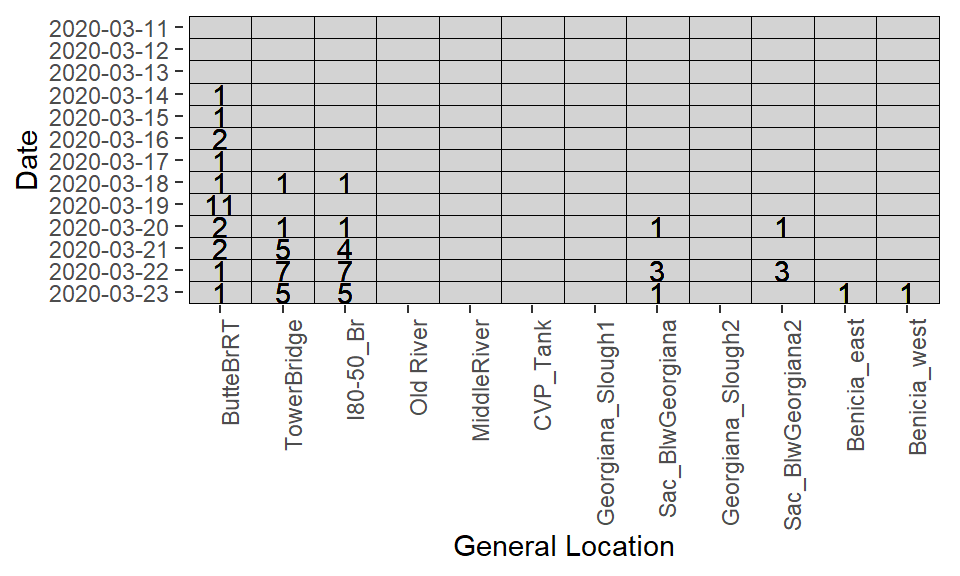 Date
2020-03-11
2020-03-12
2020-03-13
2020-03-14 1
2020-03-15 1
2020-03-16 2
2020-03-17 1
2020-03-18 1 1 1
2020-03-19 11
2020-03-20 2 1 1 1 1
2020-03-21 2 5 4
2020-03-22 1 7 7 3 3
2020-03-23 1 5 5 1 1 1
ButteBrRT
TowerBridge
I80-50_Br
Old River
MiddleRiver
CVP_Tank
Georgiana_Slough1
Sac_BlwGeorgiana
Georgiana_Slough2
Sac_BlwGeorgiana2
Benicia_east
Benicia_west
General Location